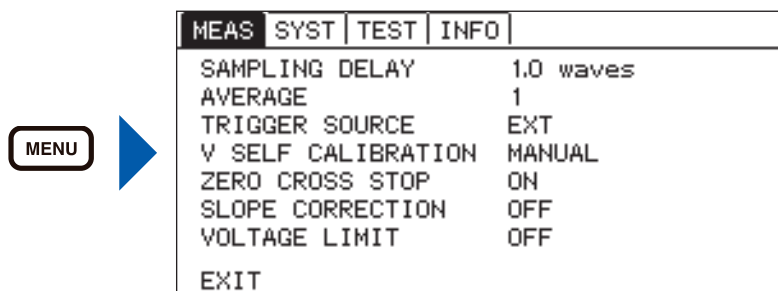 MENU
MEAS SYST TEST INFO
SAMPLING DELAY 1.0 waves
AVERAGE 1
TRIGGER SOURCE EXT
V SELF CALIBRATION MANUAL
ZERO CROSS STOP ON
SLOPE CORRECTION OFF
VOLTAGE LIMIT OFF
EXIT